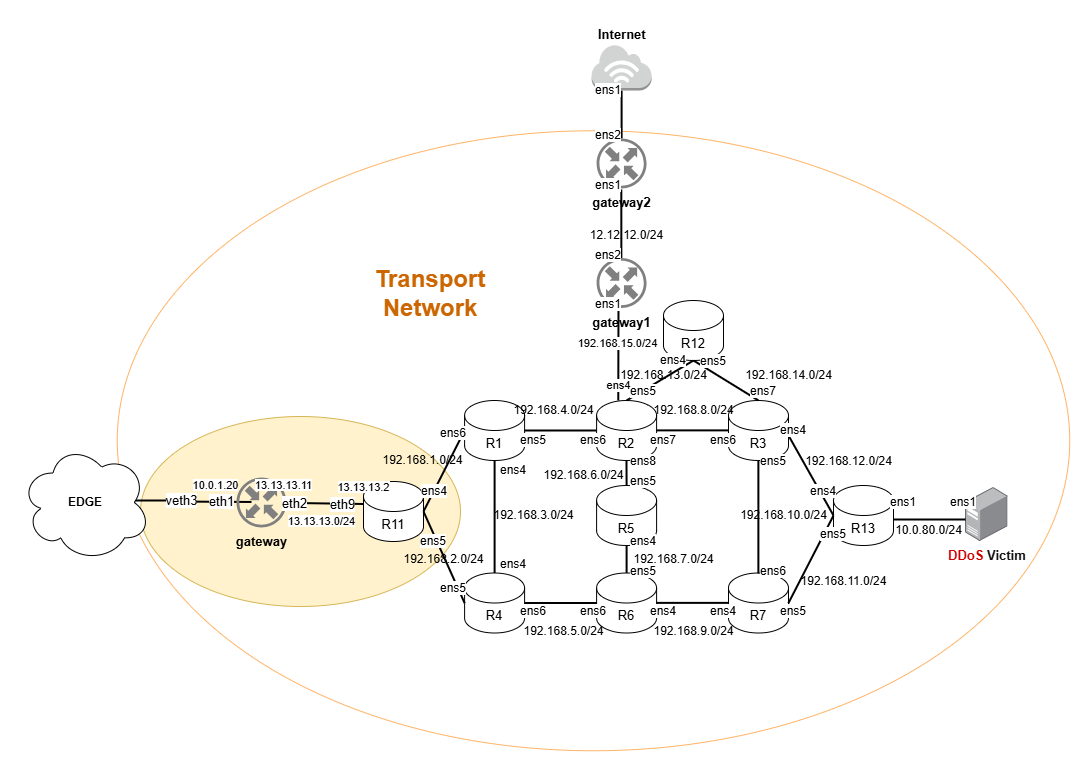 Internet
ens1
ens2
ens1
gateway2
12.12.12.0/24
ens2
Transport
Network
ens1
gateway1
192.168.15.0/24
R12
ens4
ens5
192.168.13.0/24
192.168.14.0/24
ens4
ens5
ens7
192.168.4.0/24
192.168.8.0/24
ens6
R1
ens5
ens6
R2
ens7
ens6
R3
ens4
192.168.1.0/24
ens4
ens8
ens5
192.168.12.0/24
192.168.6.0/24
ens5
10.0.1.20
13.13.13.11
13.13.13.2
ens4
ens4
EDGE
veth3
eth1
eth2
eth9
ens1
ens1
13.13.13.0/24
R11
192.168.3.0/24
R5
192.168.10.0/24
R13
10.0.80.0/24
gateway
ens5
ens4
ens5
DDoS Victim
192.168.2.0/24
ens4
192.168.7.0/24
ens5
ens6
192.168.11.0/24
ens5
R4
ens6
ens6
R6
ens4
ens4
R7
ens5
192.168.5.0/24
192.168.9.0/24